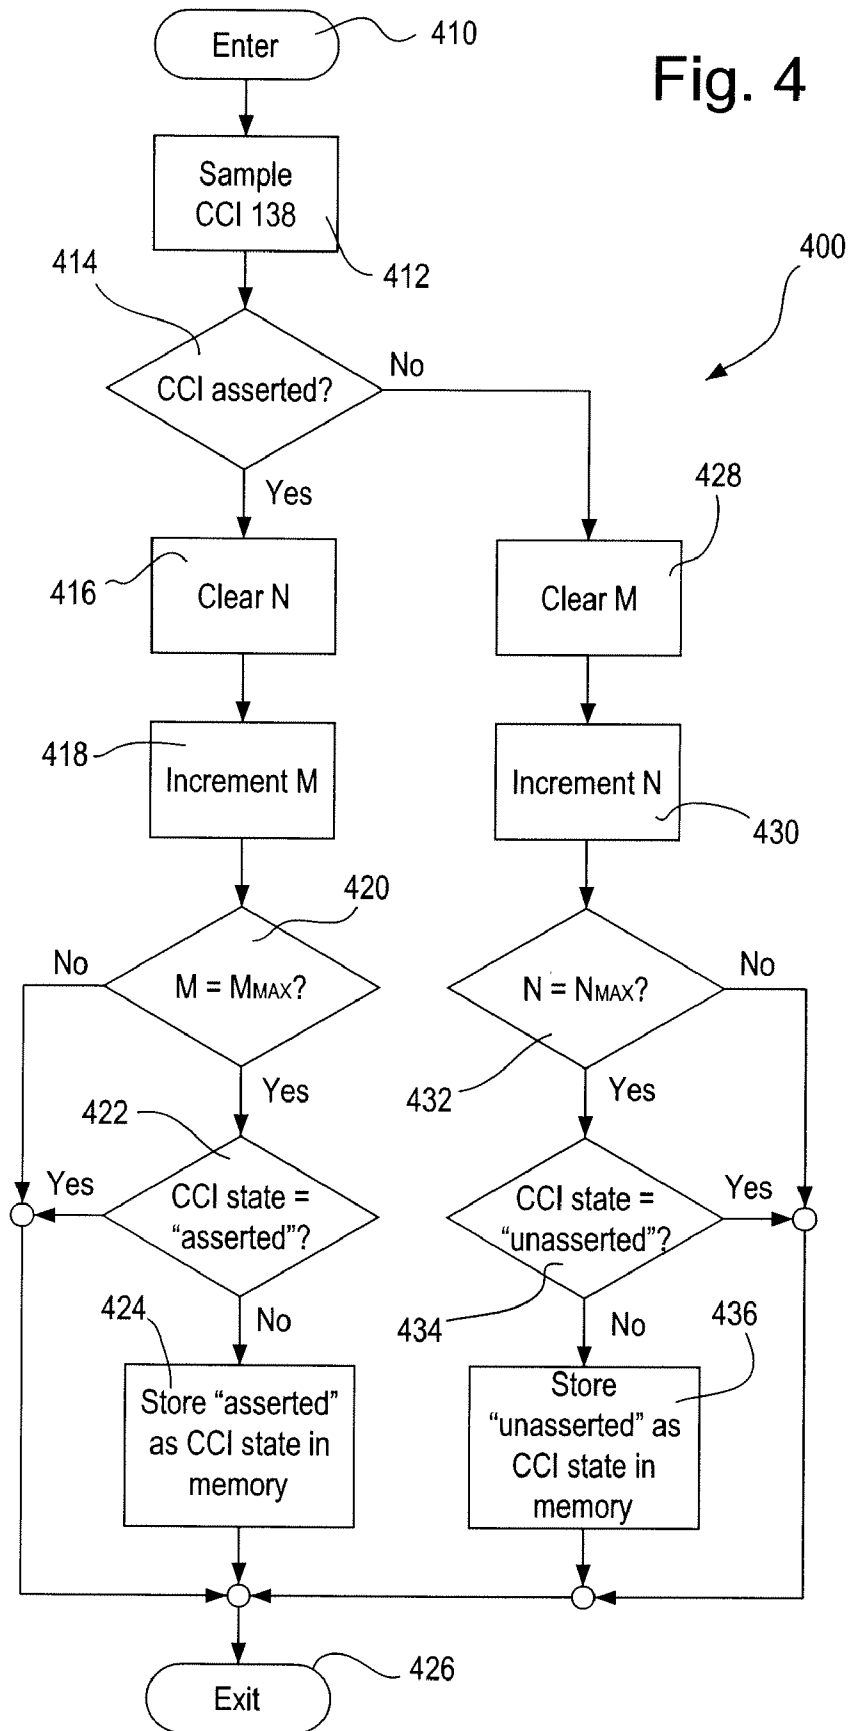 Enter
410
Fig. 4
Sample
CCI 138
412
414
400
CCI asserted?
No
Yes
428
416
Clear N
Clear M
418
Increment M
Increment N
430
420
No
M = MMAX?
N = NMAX?
No
432
Yes
Yes
422
Yes
CCI state =
"asserted"?
CCI state =
"unasserted"?
Yes
434
424
No
No
436
Store “asserted”
as CCI state in
memory
Store
“unasserted” as
CCI state in
memory
426
Exit